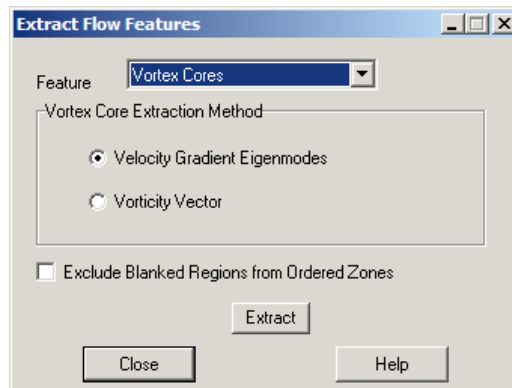 Extract Flow Features
Feature Vortex Cores
Vortex Core Extraction Method
Velocity Gradient Eigenmodes
Vorticity Vector
Exclude Blanked Regions from Ordered Zones
Extract
Close Help